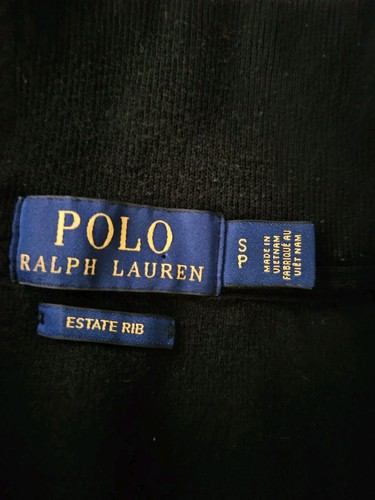 POLO
RALPH LAUREN
S
P
MADE IN
VIETNAM
FABRIQUÉ AU
VIÊT NAM
ESTATE RIB